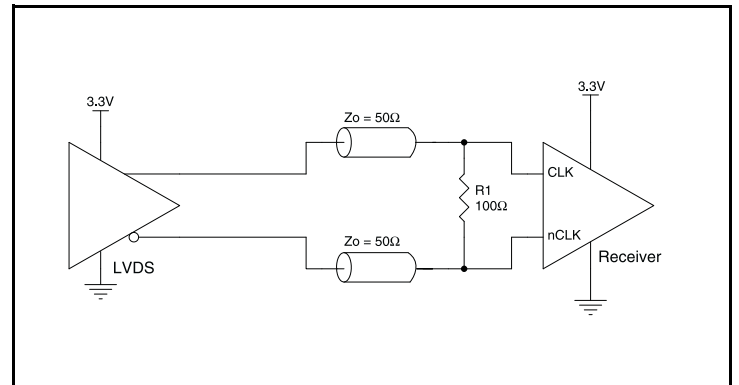 3.3V
3.3V
Zo = 50Ω
CLK
R1
100Ω
Zo = 50Ω
nCLK
LVDS
Receiver